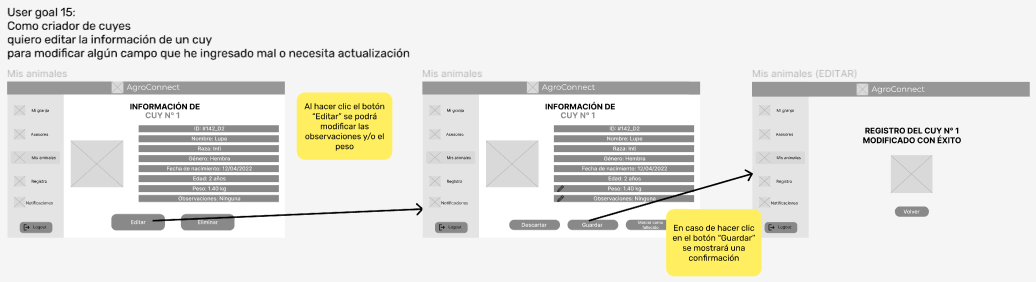 User goal 15:
Como criador de cuyes
quiero editar la información de un cuy
para modificar algún campo que he ingresado mal o necesita actualización
Mis animales
AgroConnect
Mi granja
Asesores
Mis animales
Registro
Notificaciones
Logout
INFORMACIÓN DE
CUY N° 1
ID: #142_D2
Nombre: Lupe
Raza: Inti
Género: Hembra
Fecha de nacimiento: 12/04/2022
Edad: 2 años
Peso: 1.40 kg
Observaciones: Ninguna
Editar
Eliminar
Al hacer clic el botón
"Editar" se podrá
modificar las
observaciones y/o el
peso
Mis animales
AgroConnect
Mi granja
Asesores
Mis animales
Registro
Notificaciones
Logout
INFORMACIÓN DE
CUY N° 1
ID: #142_D2
Nombre: Lupe
Raza: Inti
Género: Hembra
Fecha de nacimiento: 12/04/2022
Edad: 2 años
Peso: 1.40 kg
Observaciones: Ninguna
Descartar
Guardar
Marcar como
fallecido
En caso de hacer clic
en el botón "Guardar"
se mostrará una
confirmación
Mis animales (EDITAR)
AgroConnect
Mi granja
Asesores
Mis animales
Registro
Notificaciones
Logout
REGISTRO DEL CUY N° 1
MODIFICADO CON ÉXITO
Volver